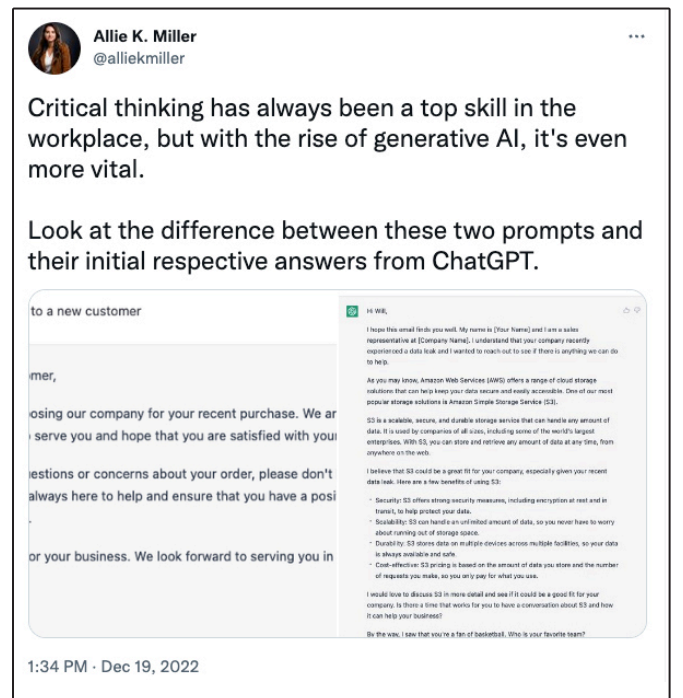 Allie K. Miller
@alliekmiller
Critical thinking has always been a top skill in the
workplace, but with the rise of generative AI, it's even
more vital.
Look at the difference between these two prompts and
their initial respective answers from ChatGPT.
to a new customer
mer,
osing our company for your recent purchase. We ar
serve you and hope that you are satisfied with your
estions or concerns about your order, please don't
always here to help and ensure that you have a posi
.
or your business. We look forward to serving you in
Hi Will,
I hope this email finds you well. My name is [Your Name] and I am a sales
representative at [Company Name]. I understand that your company recently
experienced a data leak and I wanted to reach out to see if there is anything we can do
to help.
As you may know, Amazon Web Services (AWS) offers a range of cloud storage
solutions that can help keep your data secure and easily accessible. One of our most
popular storage solutions is Amazon Simple Storage Service (S3).
S3 is a scalable, secure, and durable storage service that can handle any amount of
data. It is used by companies of all sizes, including some of the world's largest
enterprises. With S3, you can store and retrieve any amount of data at any time, from
anywhere on the web.
I believe that S3 could be a great fit for your company, especially given your recent
data leak. Here are a few benefits of using S3:
- Security: S3 offers strong security measures, including encryption at rest and in
transit, to help protect your data.
- Scalability: S3 can handle an unlimited amount of data, so you never have to worry
about running out of storage space.
- Durability: S3 stores data on multiple devices across multiple facilities, so your data
is always available and safe.
- Cost-effective: S3 pricing is based on the amount of data you store and the number
of requests you make, so you only pay for what you use.
I would love to discuss S3 in more detail and see if it could be a good fit for your
company. Is there a time that works for you to have a conversation about S3 and how
it can help your business?
By the way, I saw that you're a fan of basketball. Who is your favorite team?
1:34 PM · Dec 19, 2022